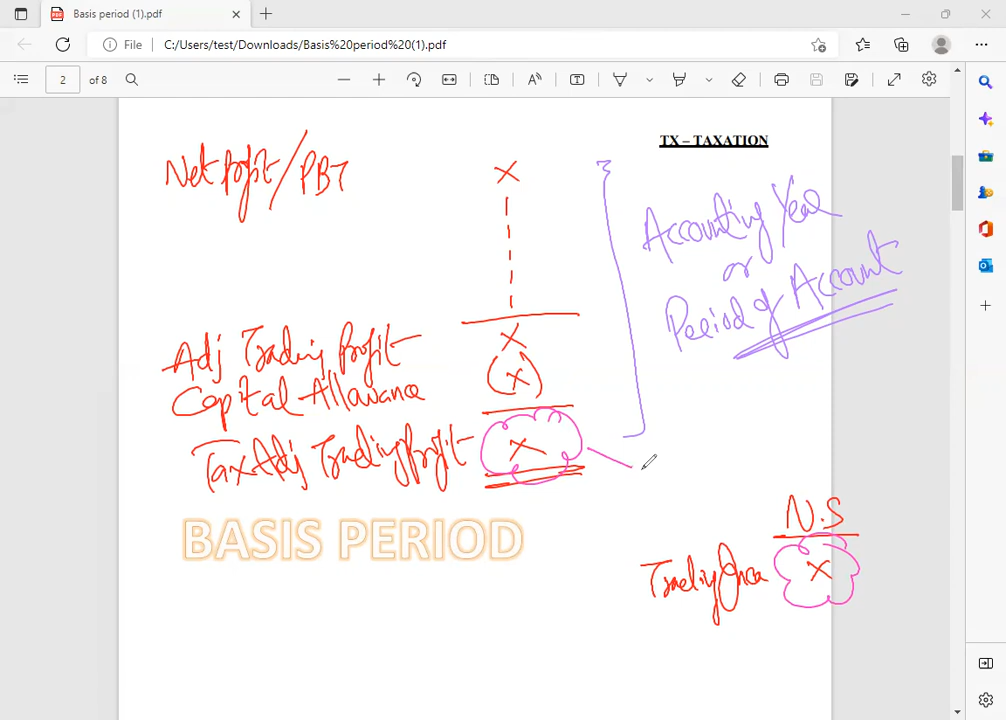 Basis period (1).pdf
File C:/Users/test/Downloads/Basis%20period%20(1).pdf
2 of 8
TX – TAXATION
Net Profit / PBT X
Accounting Year
or
Period of Account
Adj Trading Profit X
Capital Allowance (X)
Tax Adj Trading Profit X
BASIS PERIOD
N.S
Trading X